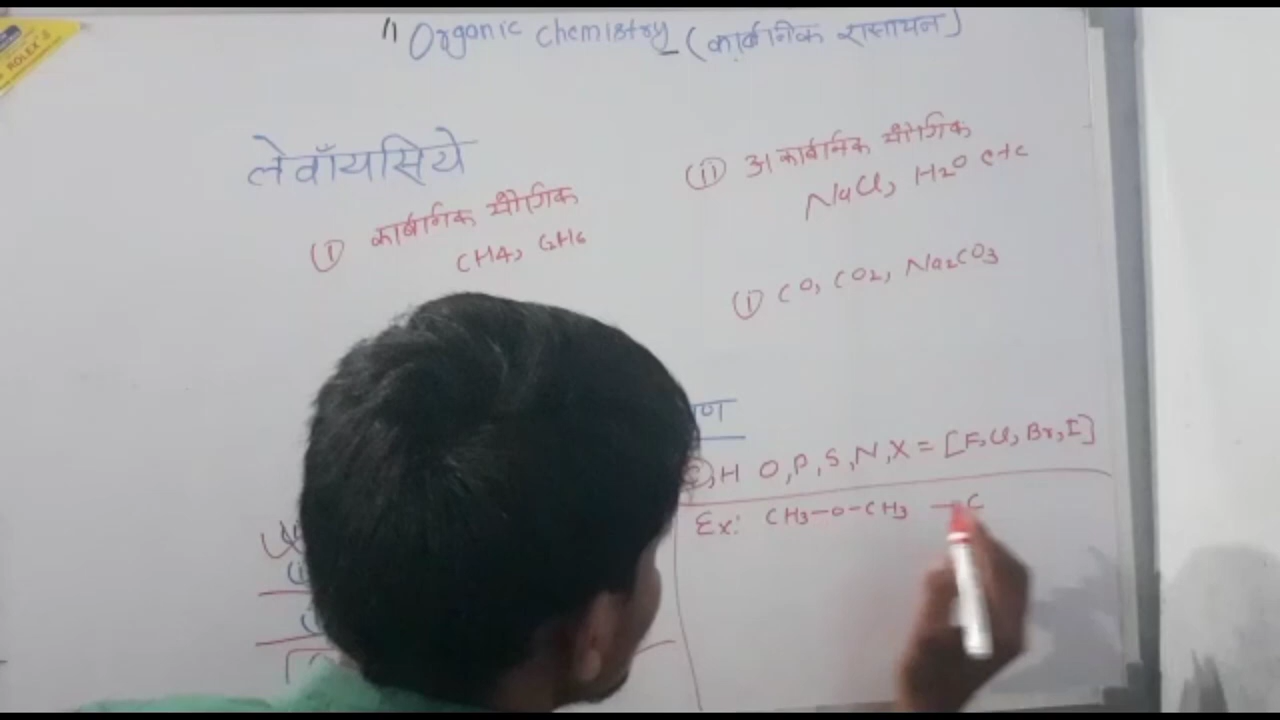 " Organic chemistry (कार्बनिक रासायन)
लेवॉयसिये
(i) कार्बनिक यौगिक
CH4, C2H6
(ii) अकार्बनिक यौगिक
NaCl, H2O etc
(i) CO, CO2, Na2CO3
C, H O, P, S, N, X = [F, Cl, Br, I]
Ex: CH3-O-CH3 — C
ROLEX'S